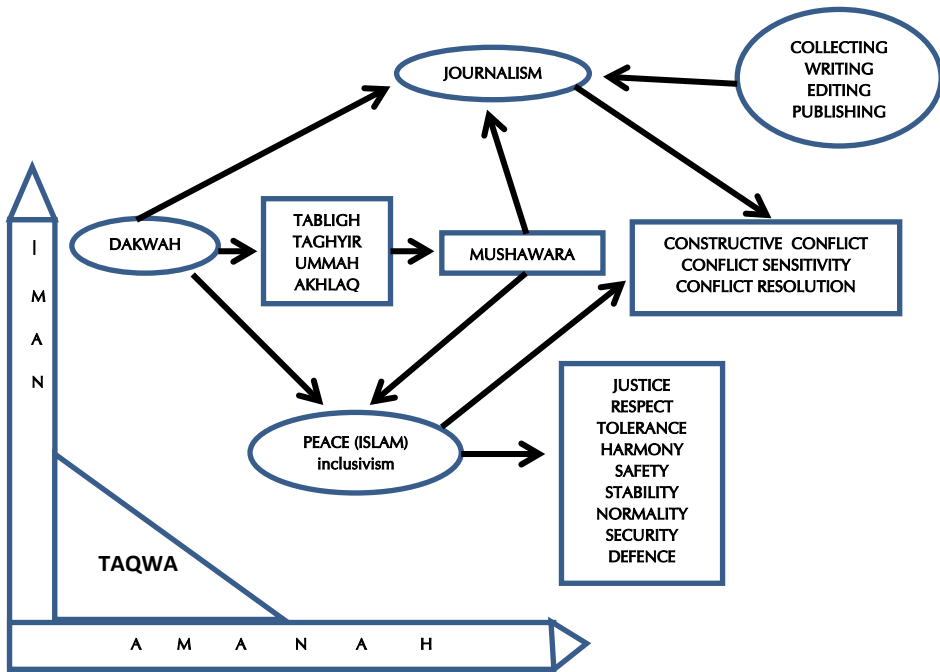 COLLECTING
WRITING
EDITING
PUBLISHING
JOURNALISM
I
M
A
N
DAKWAH
TABLIGH
TAGHYIR
UMMAH
AKHLAQ
MUSHAWARA
CONSTRUCTIVE CONFLICT
CONFLICT SENSITIVITY
CONFLICT RESOLUTION
PEACE (ISLAM)
inclusivism
JUSTICE
RESPECT
TOLERANCE
HARMONY
SAFETY
STABILITY
NORMALITY
SECURITY
DEFENCE
TAQWA
A M A N A H